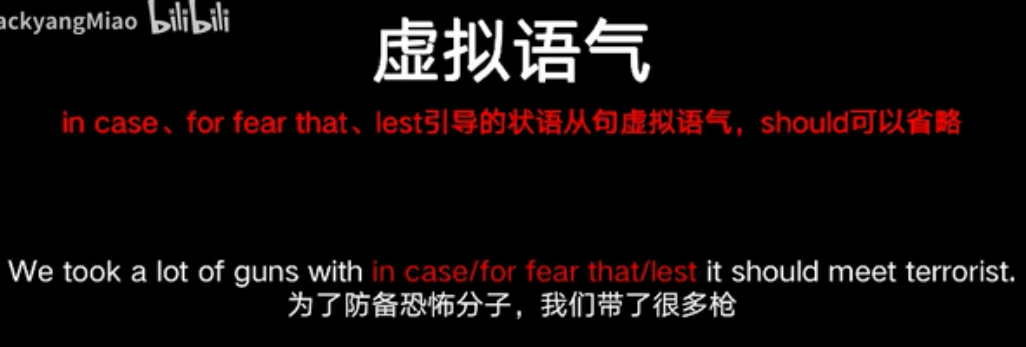 ackyangMiao bilibili
虚拟语气
in case、for fear that、lest引导的状语从句虚拟语气，should可以省略
We took a lot of guns with in case/for fear that/lest it should meet terrorist.
为了防备恐怖分子，我们带了很多枪